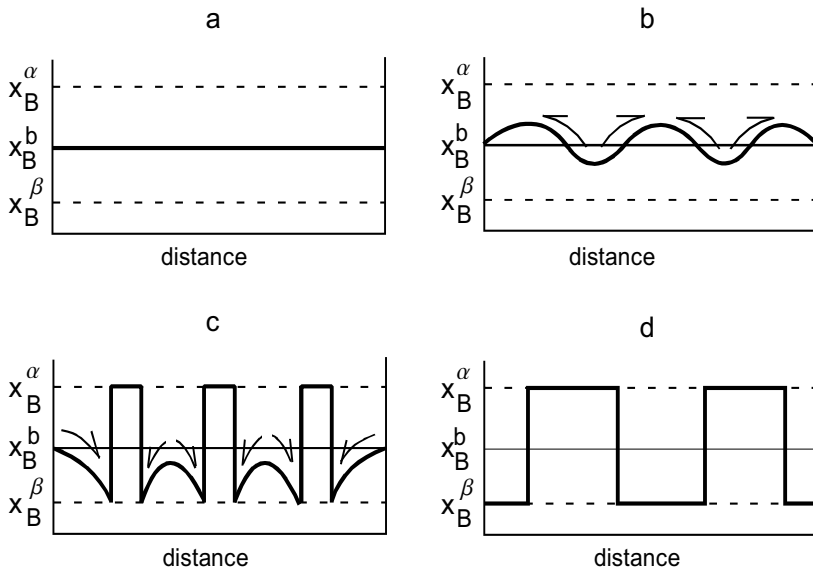 a
x_B^α
x_B^b
x_B^β
distance
b
x_B^α
x_B^b
x_B^β
distance
c
x_B^α
x_B^b
x_B^β
distance
d
x_B^α
x_B^b
x_B^β
distance